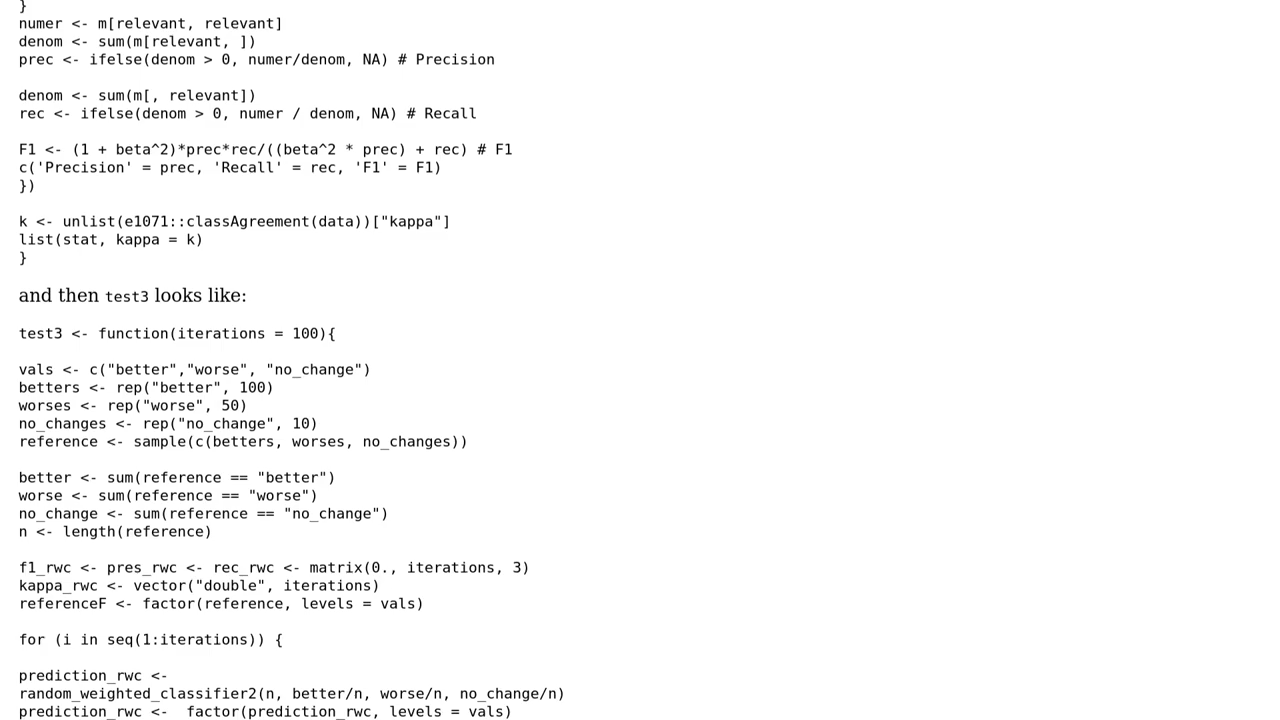 }
numer <- m[relevant, relevant]
denom <- sum(m[relevant, ])
prec <- ifelse(denom > 0, numer/denom, NA) # Precision
denom <- sum(m[, relevant])
rec <- ifelse(denom > 0, numer / denom, NA) # Recall
F1 <- (1 + beta^2)*prec*rec/((beta^2 * prec) + rec) # F1
c('Precision' = prec, 'Recall' = rec, 'F1' = F1)
})
k <- unlist(e1071::classAgreement(data))["kappa"]
list(stat, kappa = k)
}
and then test3 looks like:
test3 <- function(iterations = 100){
vals <- c("better","worse", "no_change")
betters <- rep("better", 100)
worses <- rep("worse", 50)
no_changes <- rep("no_change", 10)
reference <- sample(c(betters, worses, no_changes))
better <- sum(reference == "better")
worse <- sum(reference == "worse")
no_change <- sum(reference == "no_change")
n <- length(reference)
f1_rwc <- pres_rwc <- rec_rwc <- matrix(0., iterations, 3)
kappa_rwc <- vector("double", iterations)
referenceF <- factor(reference, levels = vals)
for (i in seq(1:iterations)) {
prediction_rwc <-
random_weighted_classifier2(n, better/n, worse/n, no_change/n)
prediction_rwc <-  factor(prediction_rwc, levels = vals)